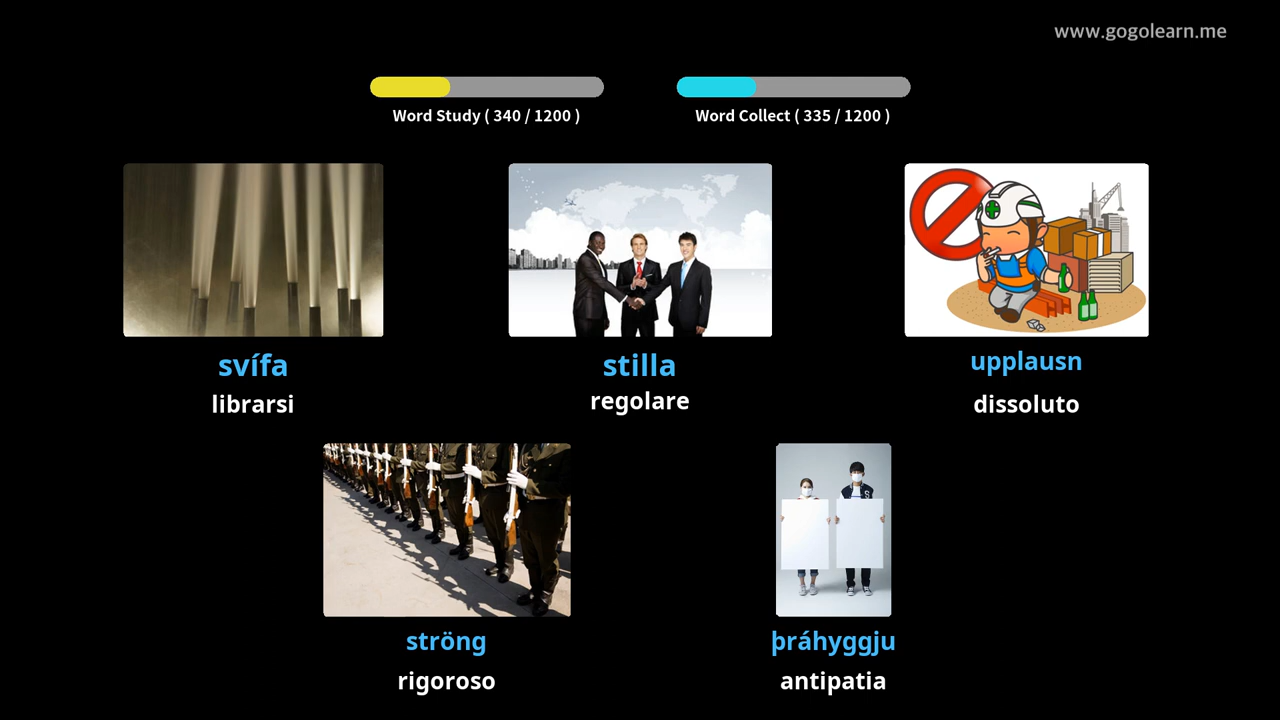 www.gogolearn.me
Word Study ( 340 / 1200 )
Word Collect ( 335 / 1200 )
svífa
librarsi
stilla
regolare
upplausn
dissoluto
ströng
rigoroso
þráhyggju
antipatia